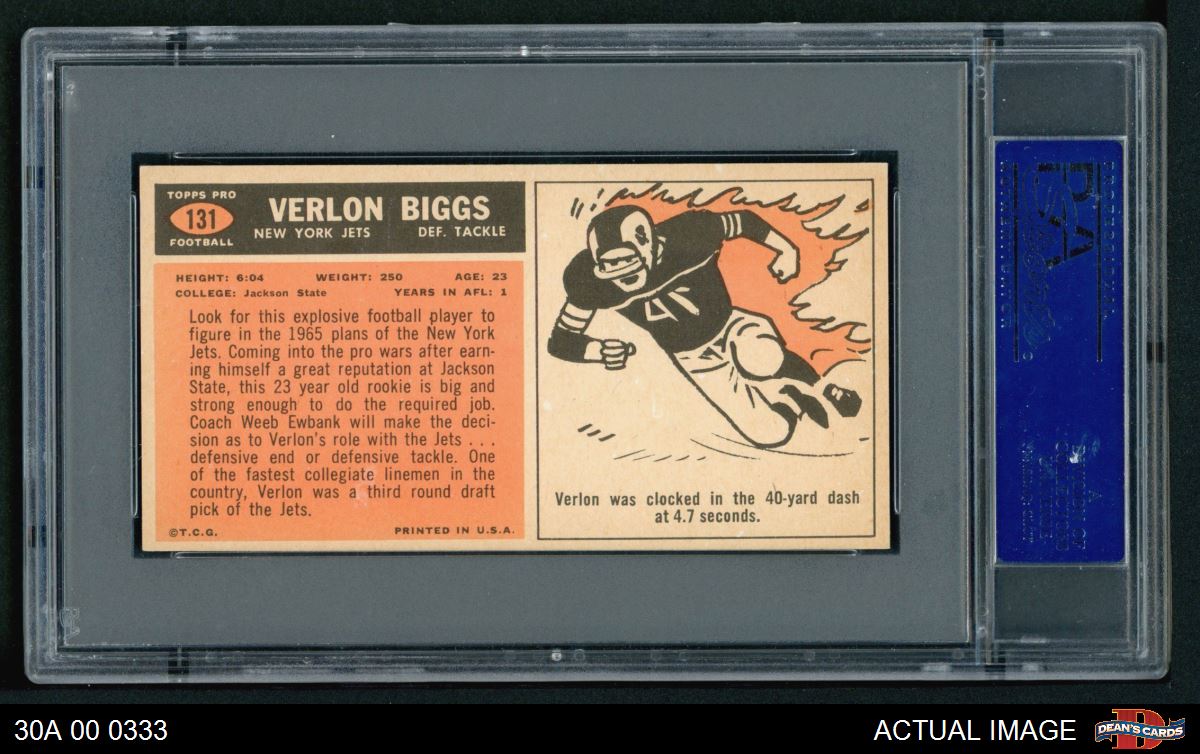 TOPPS PRO
131
FOOTBALL
VERLON BIGGS
NEW YORK JETS DEF. TACKLE
HEIGHT: 6:04 WEIGHT: 250 AGE: 23
COLLEGE: Jackson State YEARS IN AFL: 1
Look for this explosive football player to
figure in the 1965 plans of the New York
Jets. Coming into the pro wars after earn-
ing himself a great reputation at Jackson
State, this 23 year old rookie is big and
strong enough to do the required job.
Coach Weeb Ewbank will make the deci-
sion as to Verlon's role with the Jets . . .
defensive end or defensive tackle. One
of the fastest collegiate linemen in the
country, Verlon was a third round draft
pick of the Jets.
©T.C.G. PRINTED IN U.S.A.
Verlon was clocked in the 40-yard dash
at 4.7 seconds.
PSA
30A 00 0333
ACTUAL IMAGE
DEAN'S CARDS